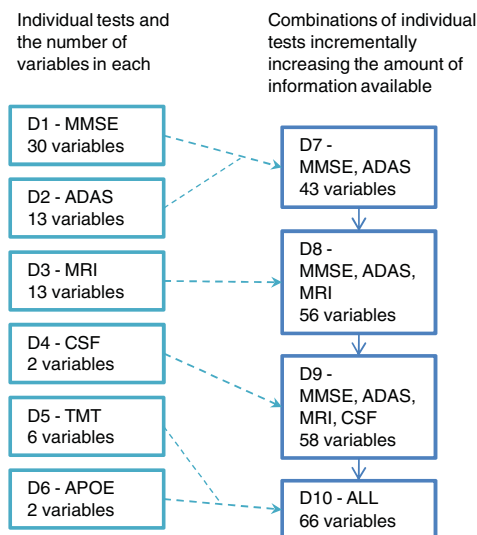 Individual tests and
the number of
variables in each
Combinations of individual
tests incrementally
increasing the amount of
information available
D1 - MMSE
30 variables
D2 - ADAS
13 variables
D3 - MRI
13 variables
D4 - CSF
2 variables
D5 - TMT
6 variables
D6 - APOE
2 variables
D7 -
MMSE, ADAS
43 variables
D8 -
MMSE, ADAS,
MRI
56 variables
D9 -
MMSE, ADAS,
MRI, CSF
58 variables
D10 - ALL
66 variables